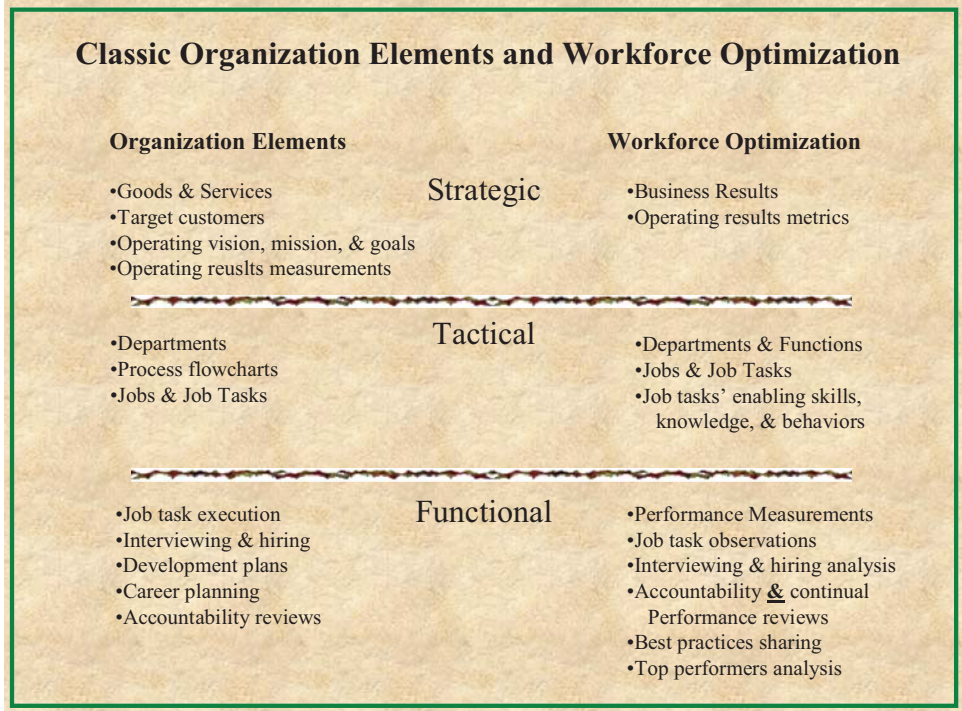 Classic Organization Elements and Workforce Optimization
Organization Elements
Workforce Optimization
Strategic
•Goods & Services
•Target customers
•Operating vision, mission, & goals
•Operating reuslts measurements
•Business Results
•Operating results metrics
Tactical
•Departments
•Process flowcharts
•Jobs & Job Tasks
•Departments & Functions
•Jobs & Job Tasks
•Job tasks’ enabling skills,
knowledge, & behaviors
Functional
•Job task execution
•Interviewing & hiring
•Development plans
•Career planning
•Accountability reviews
•Performance Measurements
•Job task observations
•Interviewing & hiring analysis
•Accountability & continual
Performance reviews
•Best practices sharing
•Top performers analysis